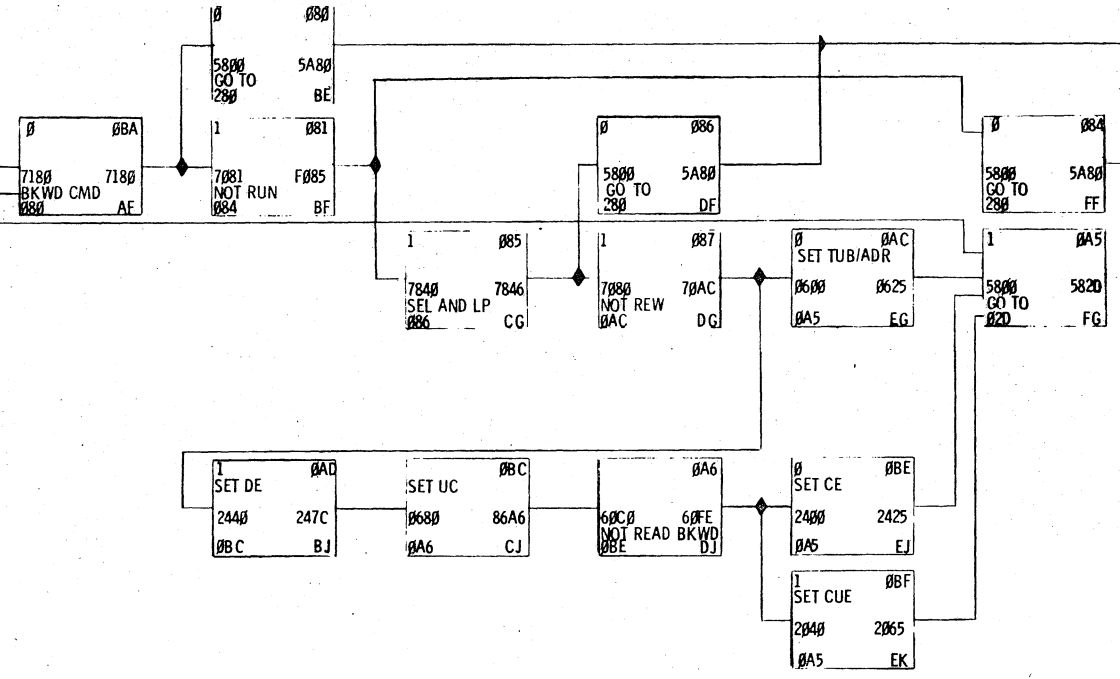 Ø Ø8Ø
58ØØ 5A8Ø
GO TO
28Ø BE
Ø ØBA
718Ø 718Ø
BKWD CMD
Ø8Ø AF
1 Ø81
7Ø81 FØ85
NOT RUN
Ø84 BF
Ø Ø86
58ØØ 5A8Ø
GO TO
28Ø DF
Ø Ø84
58ØØ 5A8Ø
GO TO
28Ø FF
1 Ø85
784Ø 7846
SEL AND LP
Ø86 CG
1 Ø87
7Ø8Ø 7ØAC
NOT REW
ØAC DG
Ø ØAC
SET TUB/ADR
Ø6ØØ Ø625
ØA5 EG
1 ØA5
58ØØ 582D
GO TO
Ø2D FG
1 ØAD
SET DE
244Ø 247C
ØBC BJ
ØBC
SET UC
Ø68Ø 86A6
ØA6 CJ
ØA6
6ØCØ 6ØFE
NOT READ BKWD
ØBE DJ
Ø ØBE
SET CE
24ØØ 2425
ØA5 EJ
1 ØBF
SET CUE
2Ø4Ø 2Ø65
ØA5 EK